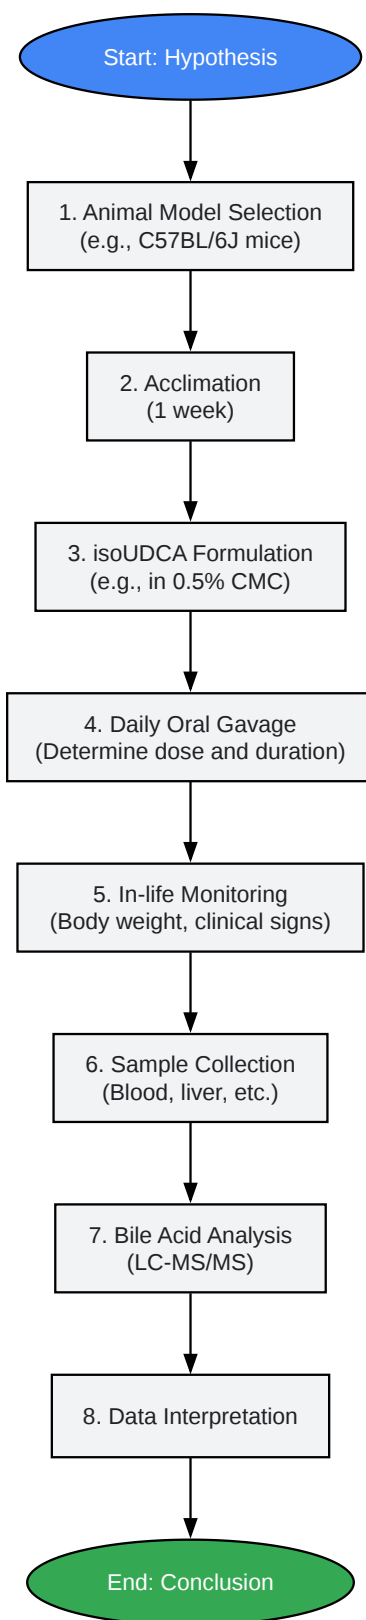 Start: Hypothesis
1. Animal Model Selection
(e.g., C57BL/6J mice)
2. Acclimation
(1 week)
3. isoUDCA Formulation
(e.g., in 0.5% CMC)
4. Daily Oral Gavage
(Determine dose and duration)
5. In-life Monitoring
(Body weight, clinical signs)
6. Sample Collection
(Blood, liver, etc.)
7. Bile Acid Analysis
(LC-MS/MS)
8. Data Interpretation
End: Conclusion